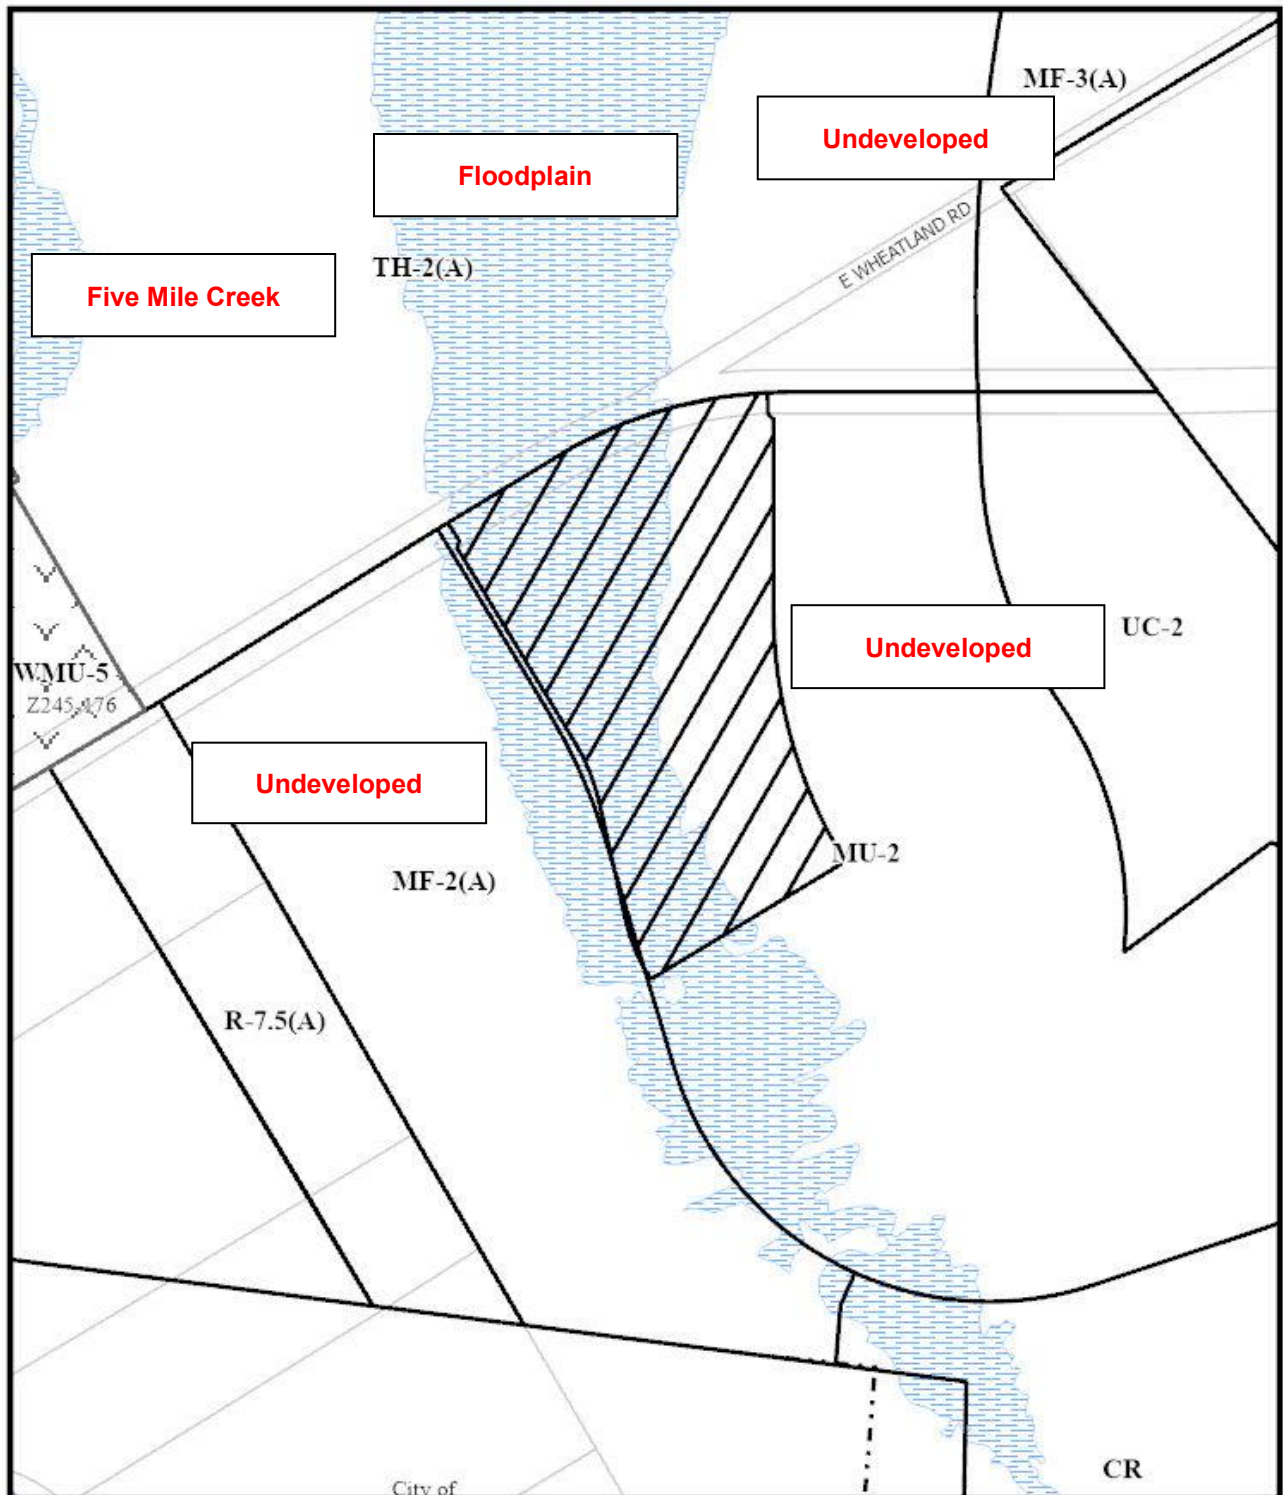 MF-3(A)
Undeveloped
Floodplain
E WHEATLAND RD
TH-2(A)
Five Mile Creek
UC-2
Undeveloped
WMU-5
Z245-176
Undeveloped
MU-2
MF-2(A)
R-7.5(A)
CR
City of